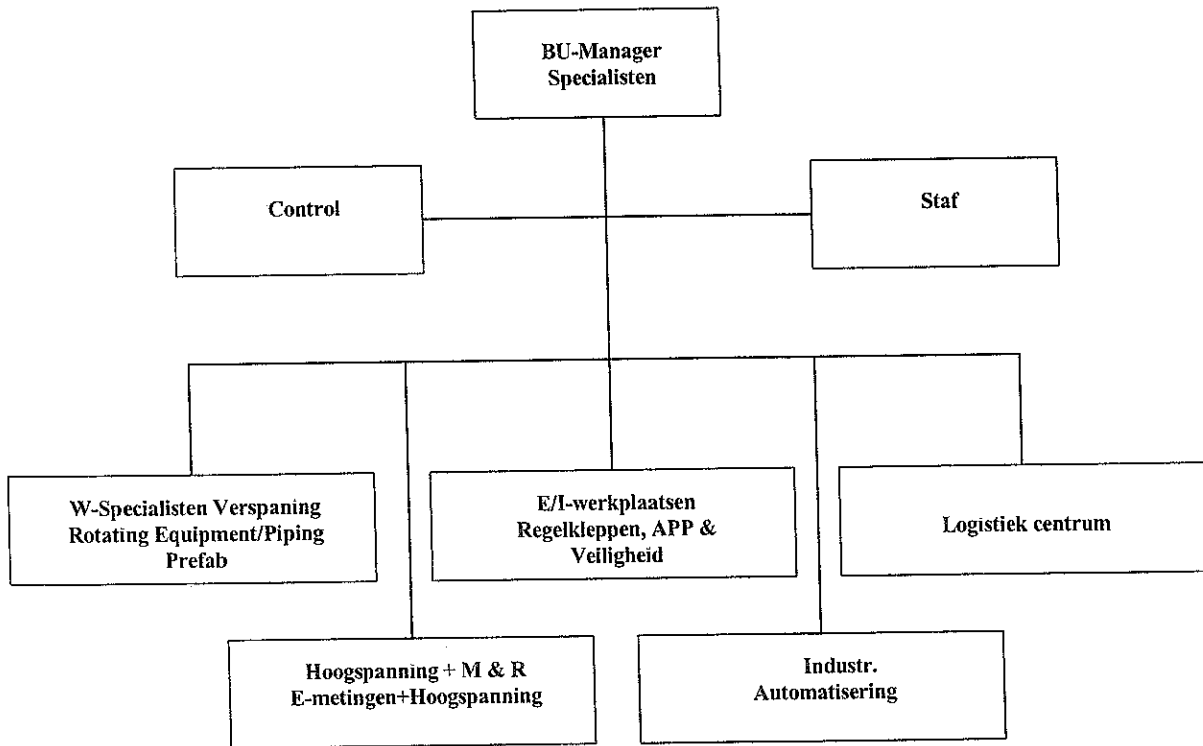 BU-Manager
Specialisten
Control
Staf
W-Specialisten Verspaning
Rotating Equipment/Piping
Prefab
E/I-werkplaatsen
Regelkleppen, APP &
Veiligheid
Logistiek centrum
Hoogspanning + M & R
E-metingen+Hoogspanning
Industr.
Automatisering